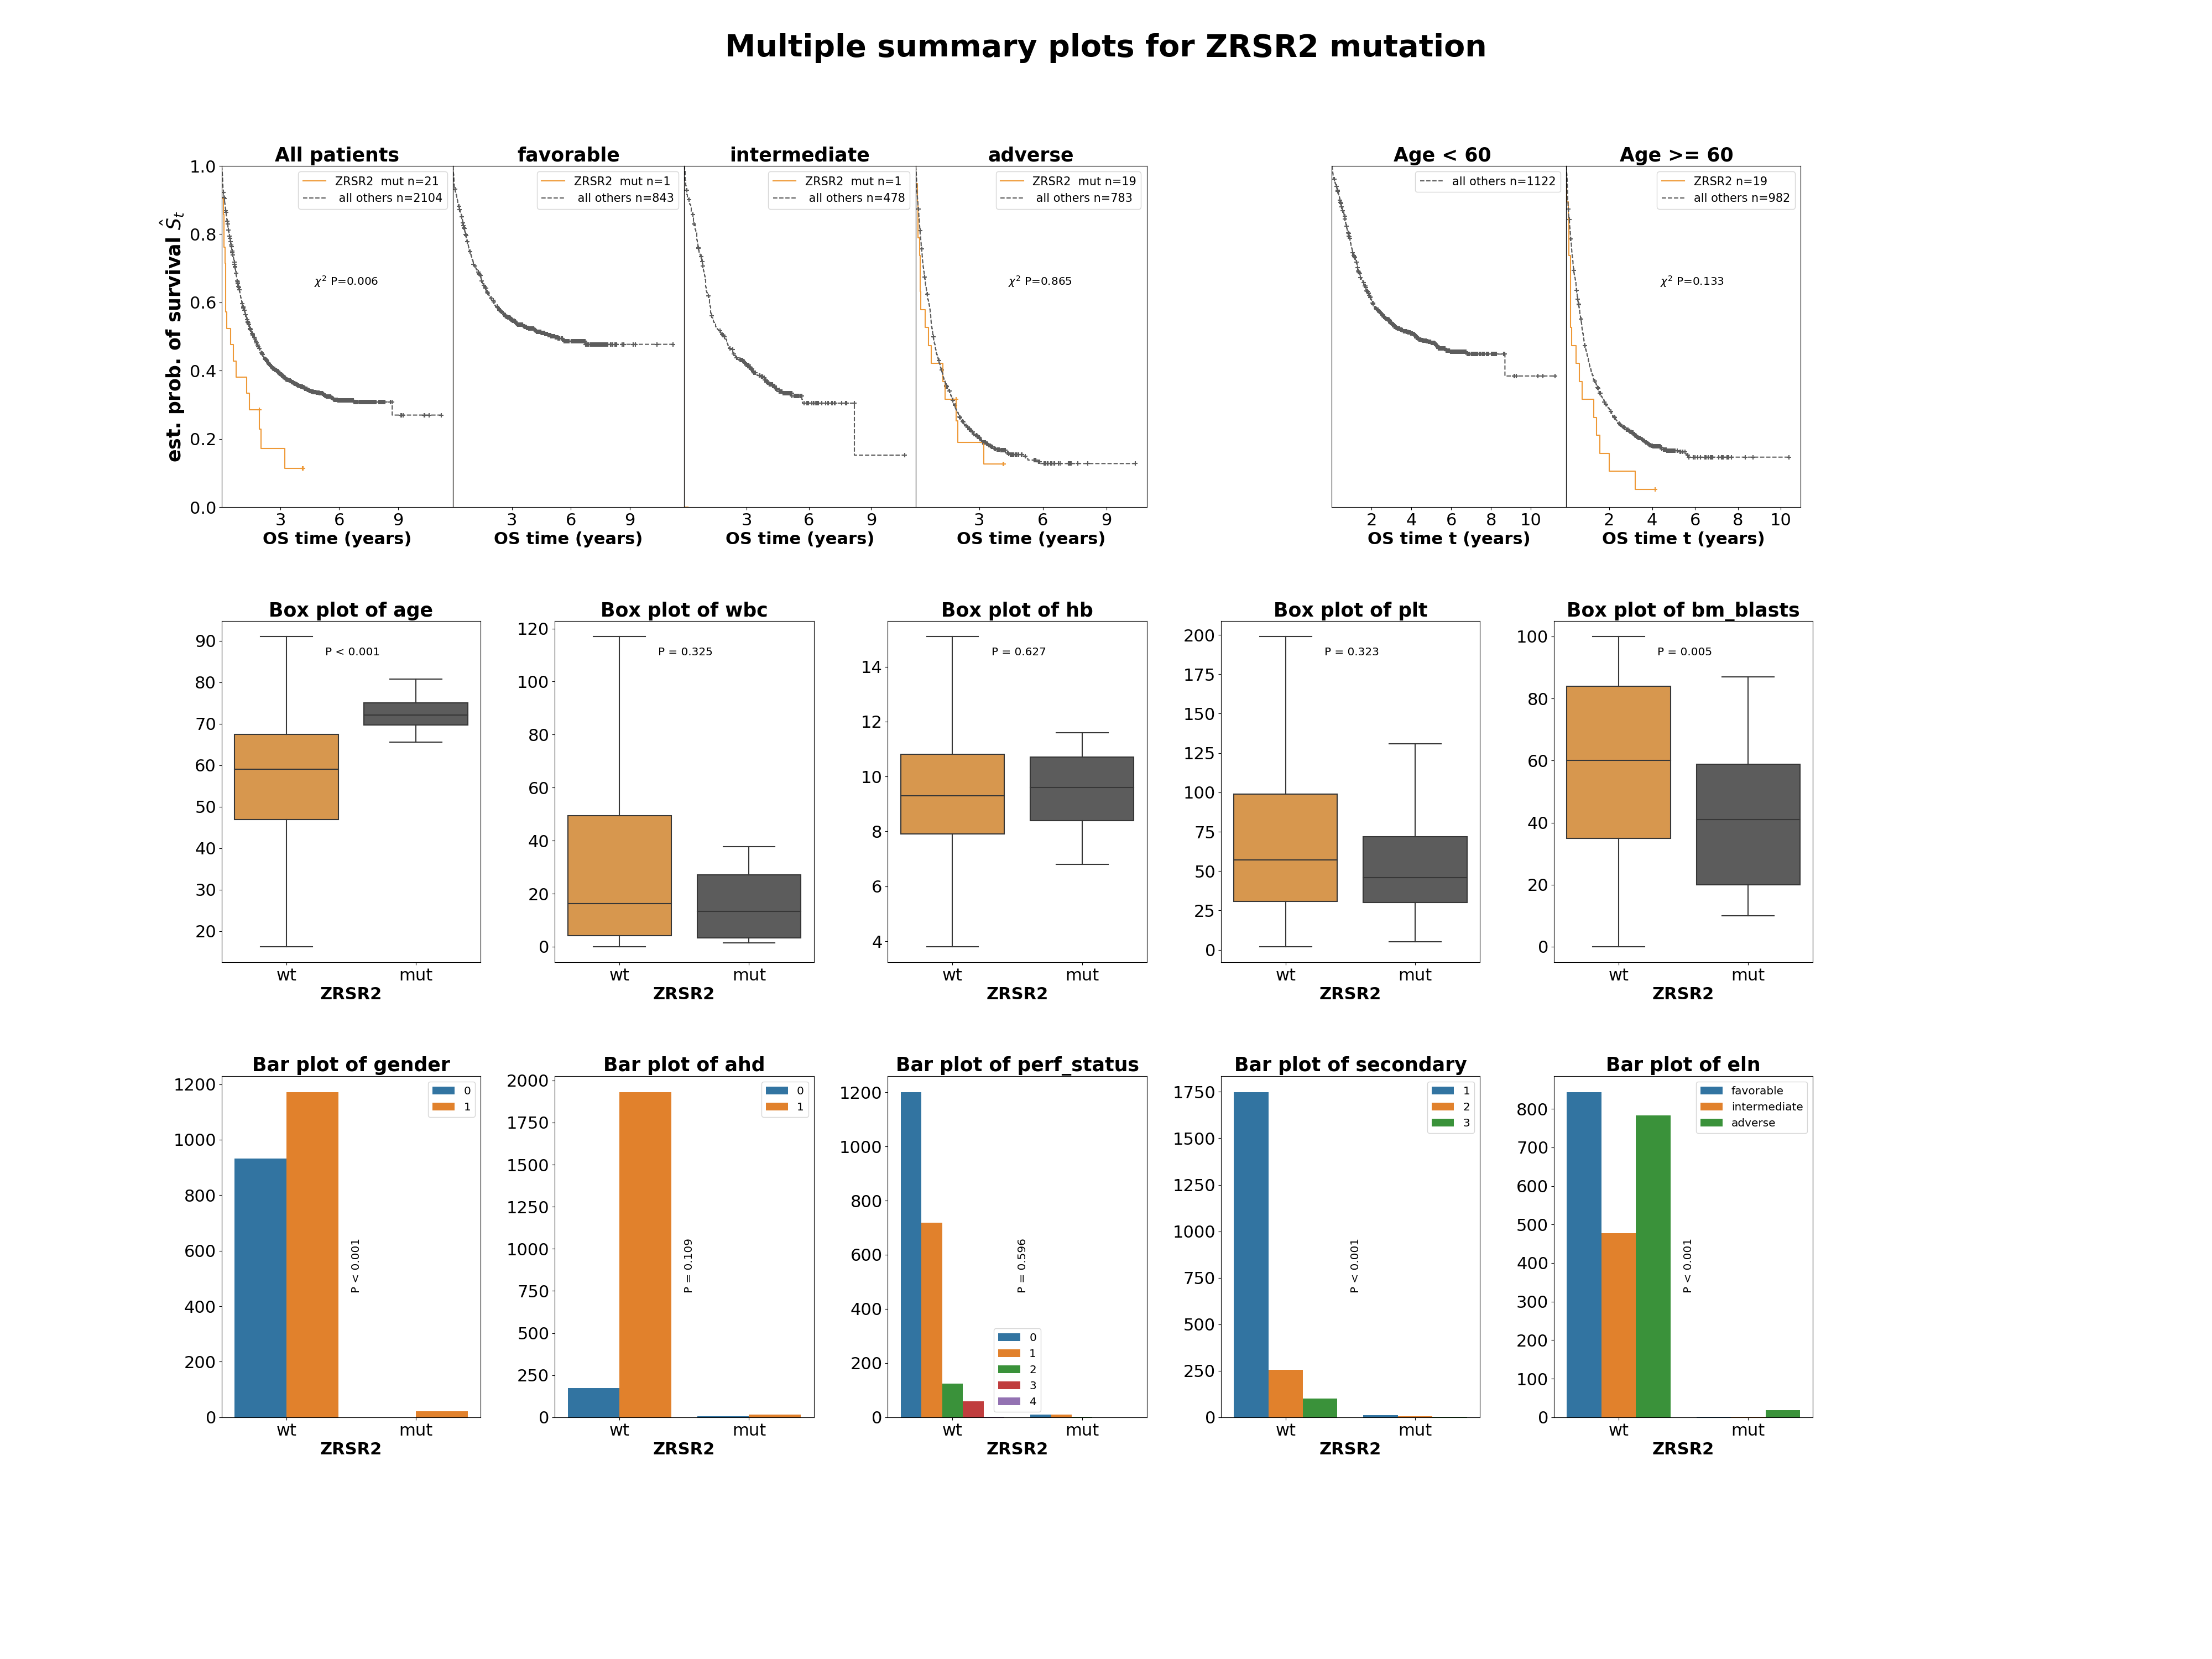 Multiple summary plots for ZRSR2 mutation
All patients
favorable
intermediate
adverse
Age < 60
Age >= 60
est. prob. of survival Ŝt
1.0
0.8
0.6
0.4
0.2
0.0
ZRSR2 mut n=21
all others n=2104
χ² P=0.006
ZRSR2 mut n=1
all others n=843
ZRSR2 mut n=1
all others n=478
ZRSR2 mut n=19
all others n=783
χ² P=0.865
all others n=1122
ZRSR2 n=19
all others n=982
χ² P=0.133
3 6 9
3 6 9
3 6 9
3 6 9
2 4 6 8 10
2 4 6 8 10
OS time (years)
OS time (years)
OS time (years)
OS time (years)
OS time t (years)
OS time t (years)
Box plot of age
90
80
70
60
50
40
30
20
P < 0.001
wt mut
ZRSR2
Box plot of wbc
120
100
80
60
40
20
0
P = 0.325
wt mut
ZRSR2
Box plot of hb
14
12
10
8
6
4
P = 0.627
wt mut
ZRSR2
Box plot of plt
200
175
150
125
100
75
50
25
0
P = 0.323
wt mut
ZRSR2
Box plot of bm_blasts
100
80
60
40
20
0
P = 0.005
wt mut
ZRSR2
Bar plot of gender
1200
1000
800
600
400
200
0
0
1
P < 0.001
wt mut
ZRSR2
Bar plot of ahd
2000
1750
1500
1250
1000
750
500
250
0
0
1
P = 0.109
wt mut
ZRSR2
Bar plot of perf_status
1200
1000
800
600
400
200
0
P = 0.596
0
1
2
3
4
wt mut
ZRSR2
Bar plot of secondary
1750
1500
1250
1000
750
500
250
0
1
2
3
P < 0.001
wt mut
ZRSR2
Bar plot of eln
800
700
600
500
400
300
200
100
0
favorable
intermediate
adverse
P < 0.001
wt mut
ZRSR2